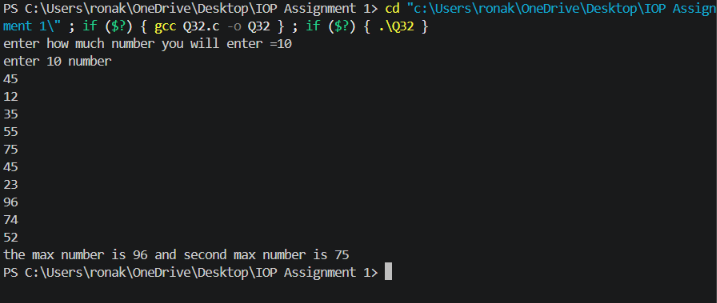 PS C:\Users\ronak\OneDrive\Desktop\IOP Assignment 1> cd "c:\Users\ronak\OneDrive\Desktop\IOP Assign
ment 1\" ; if ($?) { gcc Q32.c -o Q32 } ; if ($?) { .\Q32 }
enter how much number you will enter =10
enter 10 number
45
12
35
55
75
45
23
96
74
52
the max number is 96 and second max number is 75
PS C:\Users\ronak\OneDrive\Desktop\IOP Assignment 1>